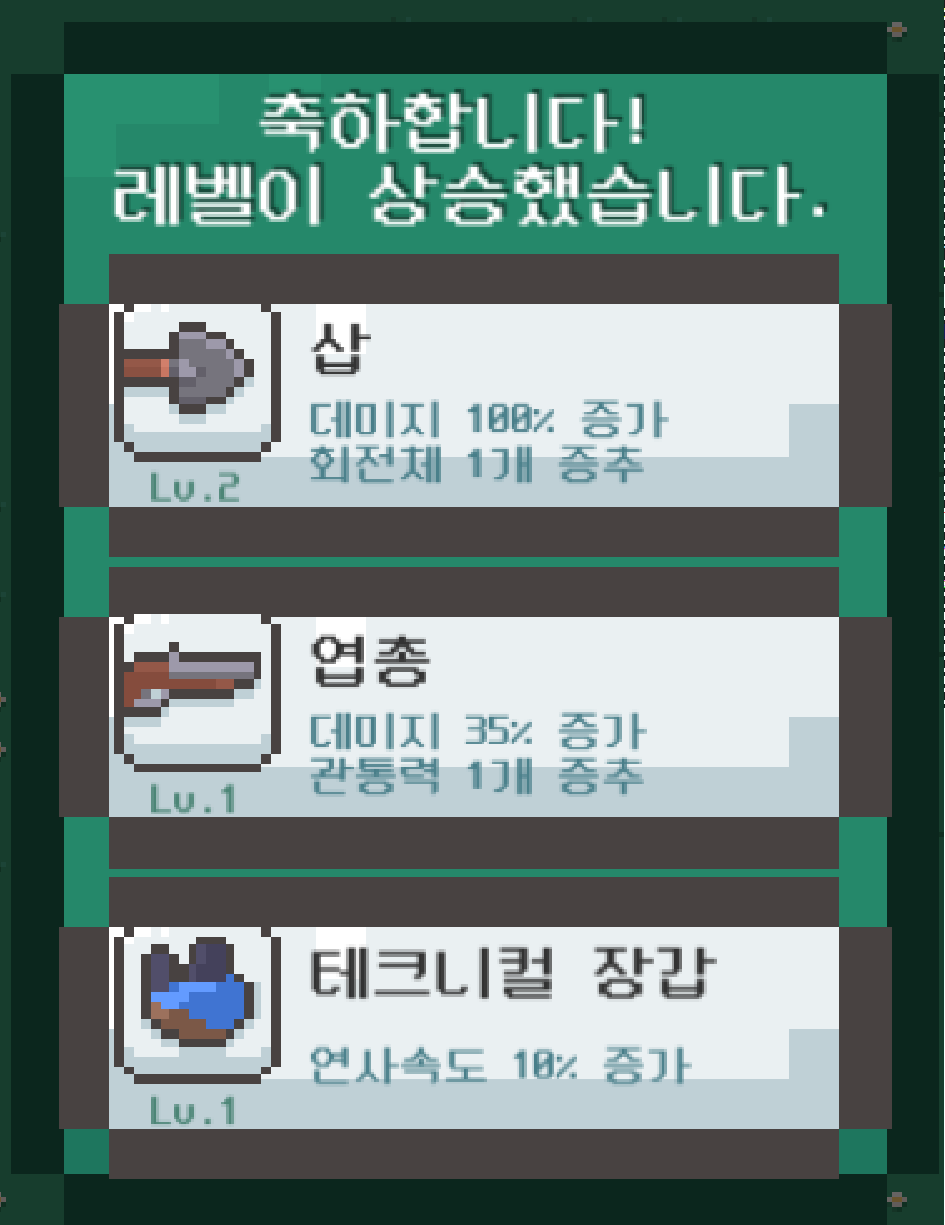 축하합니다!
레벨이 상승했습니다.
삽
데미지 100% 증가
회전체 1개 증추
Lv.2
엽총
데미지 35% 증가
관통력 1개 증추
Lv.1
테크니컬 장갑
연사속도 10% 증가
Lv.1